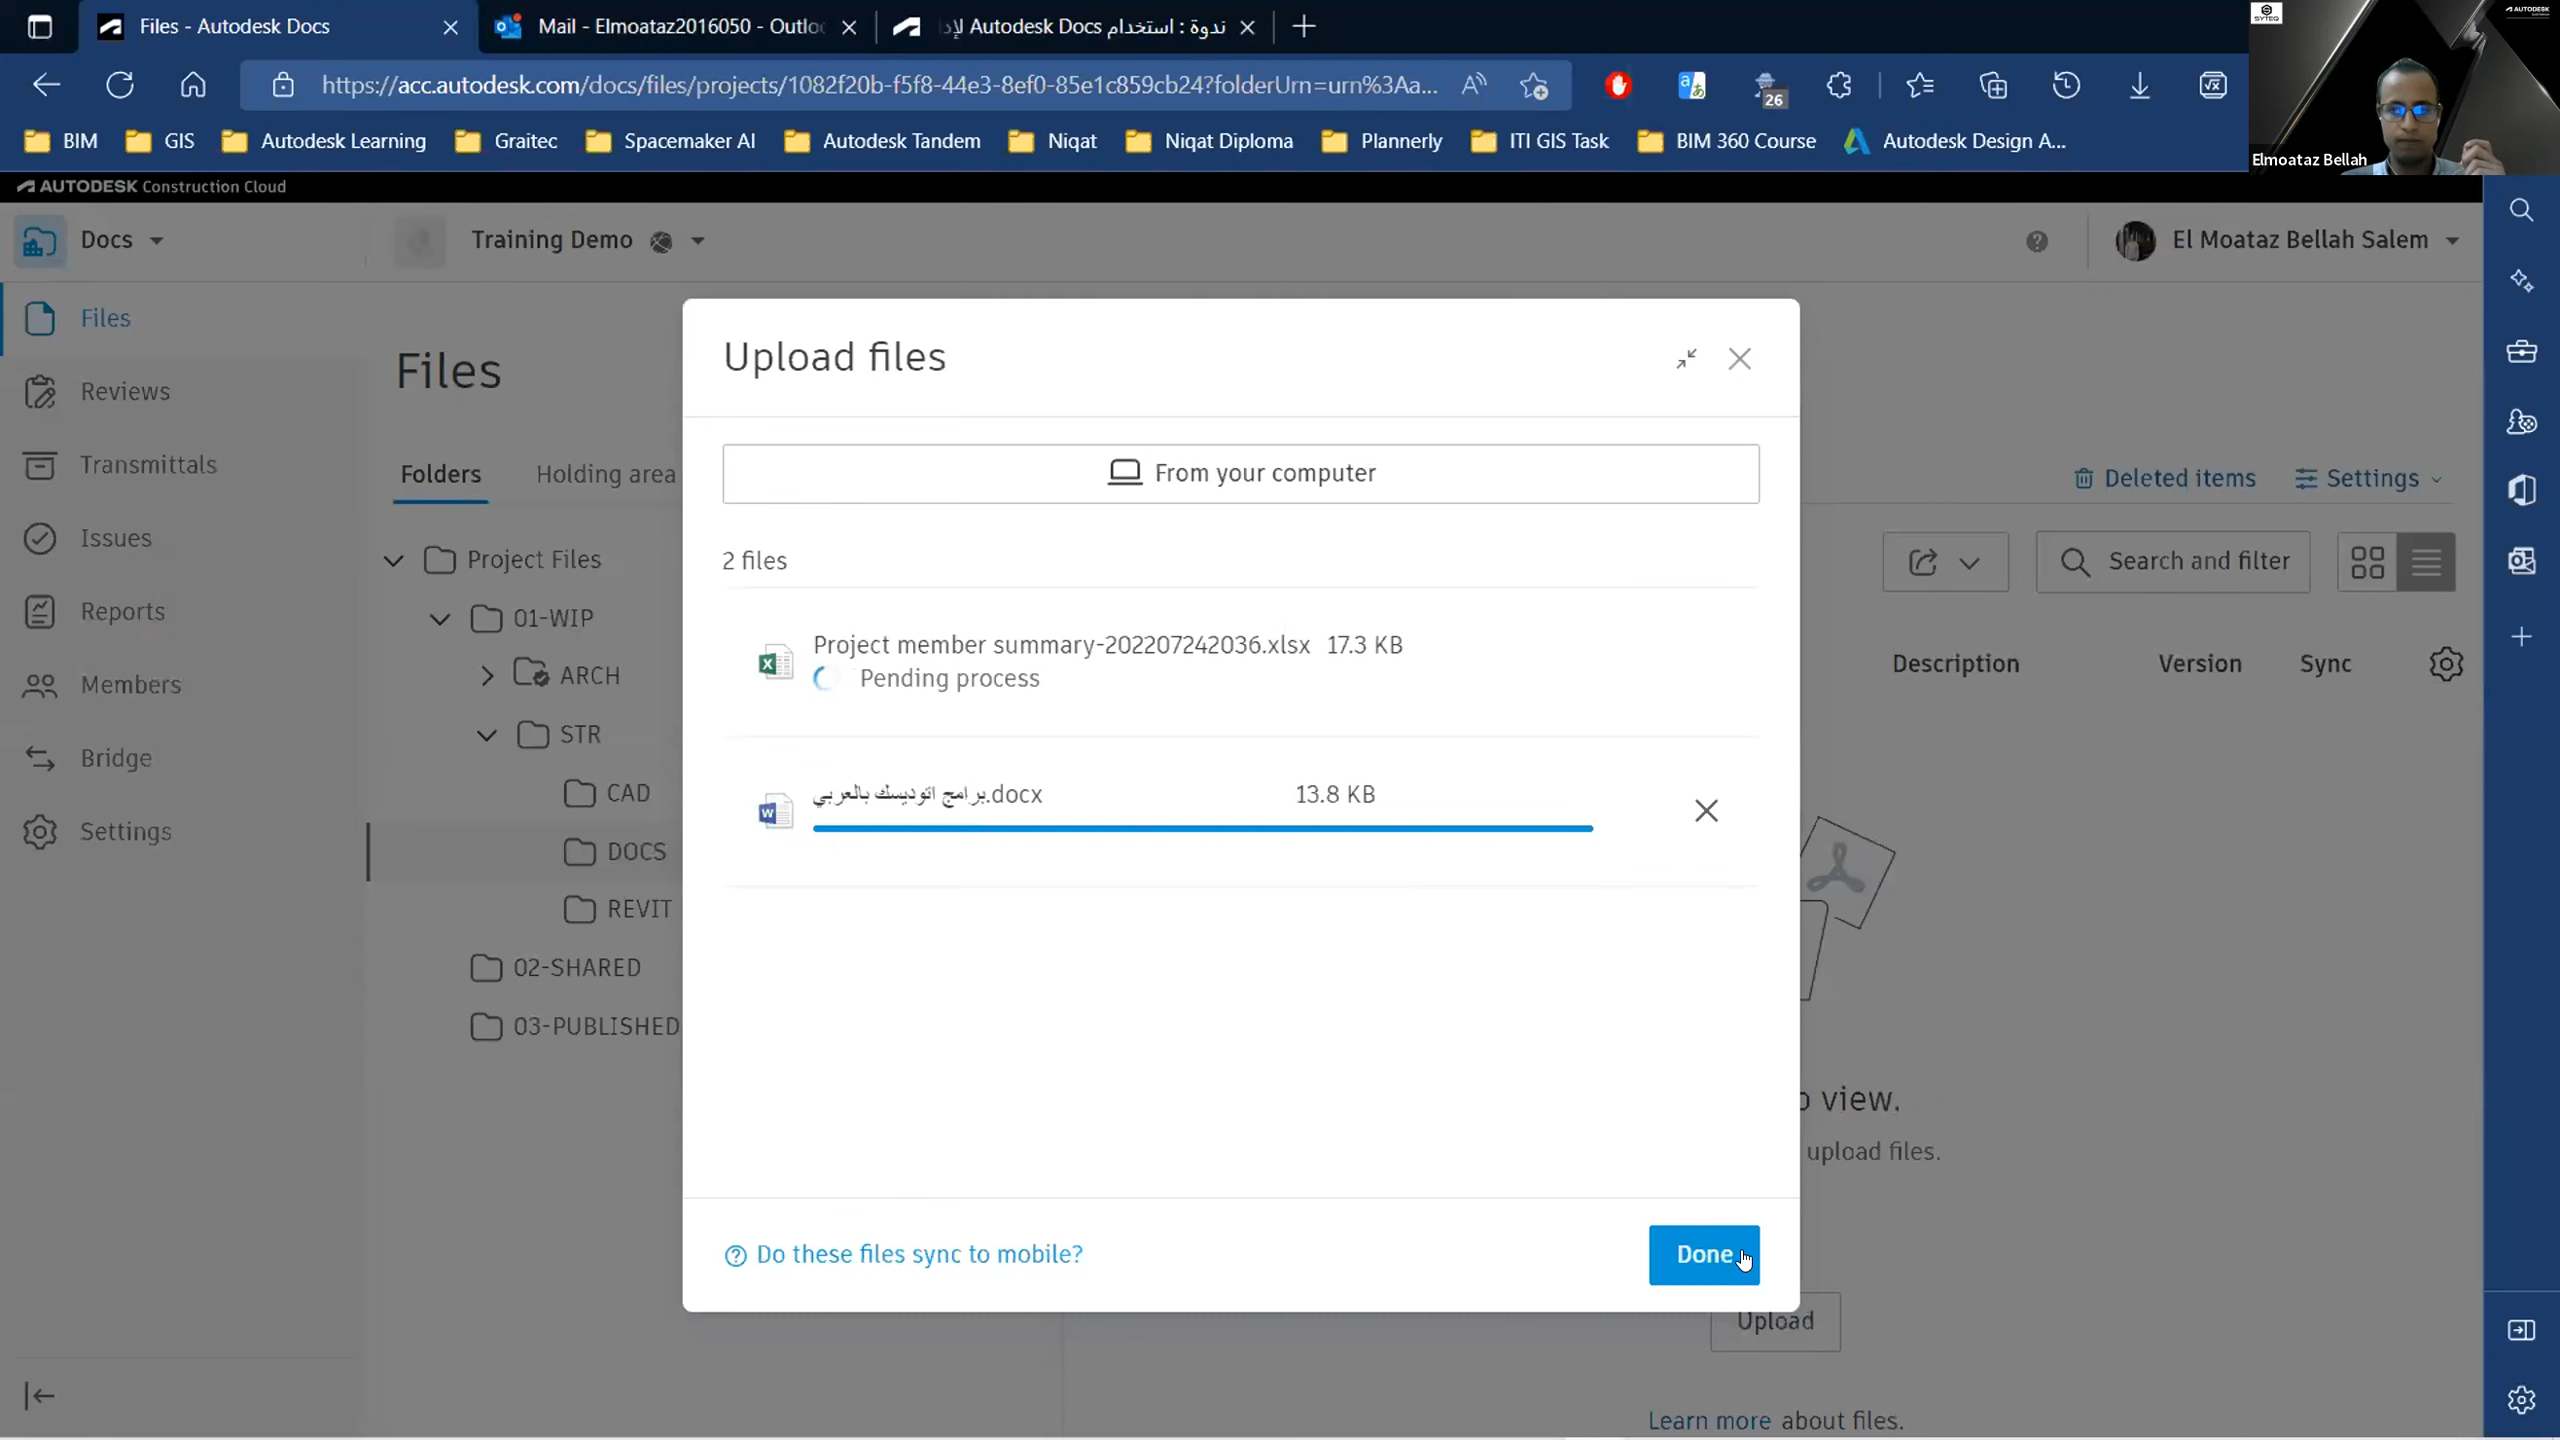 Files - Autodesk Docs
Mail - Elmoataz2016050 - Outlo
ندوة : استخدام Autodesk Docs لإد
https://acc.autodesk.com/docs/files/projects/1082f20b-f5f8-44e3-8ef0-85e1c859cb24?folderUrn=urn%3Aa...
26
BIM
GIS
Autodesk Learning
Graitec
Spacemaker AI
Autodesk Tandem
Niqat
Niqat Diploma
Plannerly
ITI GIS Task
BIM 360 Course
Autodesk Design A...
SYTEQ
AUTODESK
Elmoataz Bellah
AUTODESK Construction Cloud
Docs
Training Demo
El Moataz Bellah Salem
Files
Reviews
Transmittals
Issues
Reports
Members
Bridge
Settings
Files
Folders
Holding area
Deleted items
Settings
Search and filter
Description
Version
Sync
Project Files
01-WIP
ARCH
STR
CAD
DOCS
REVIT
02-SHARED
03-PUBLISHED
Upload files
From your computer
2 files
Project member summary-202207242036.xlsx 17.3 KB
Pending process
برامج اتوديسك بالعربي.docx 13.8 KB
Do these files sync to mobile?
Done
o view.
upload files.
Upload
Learn more about files.